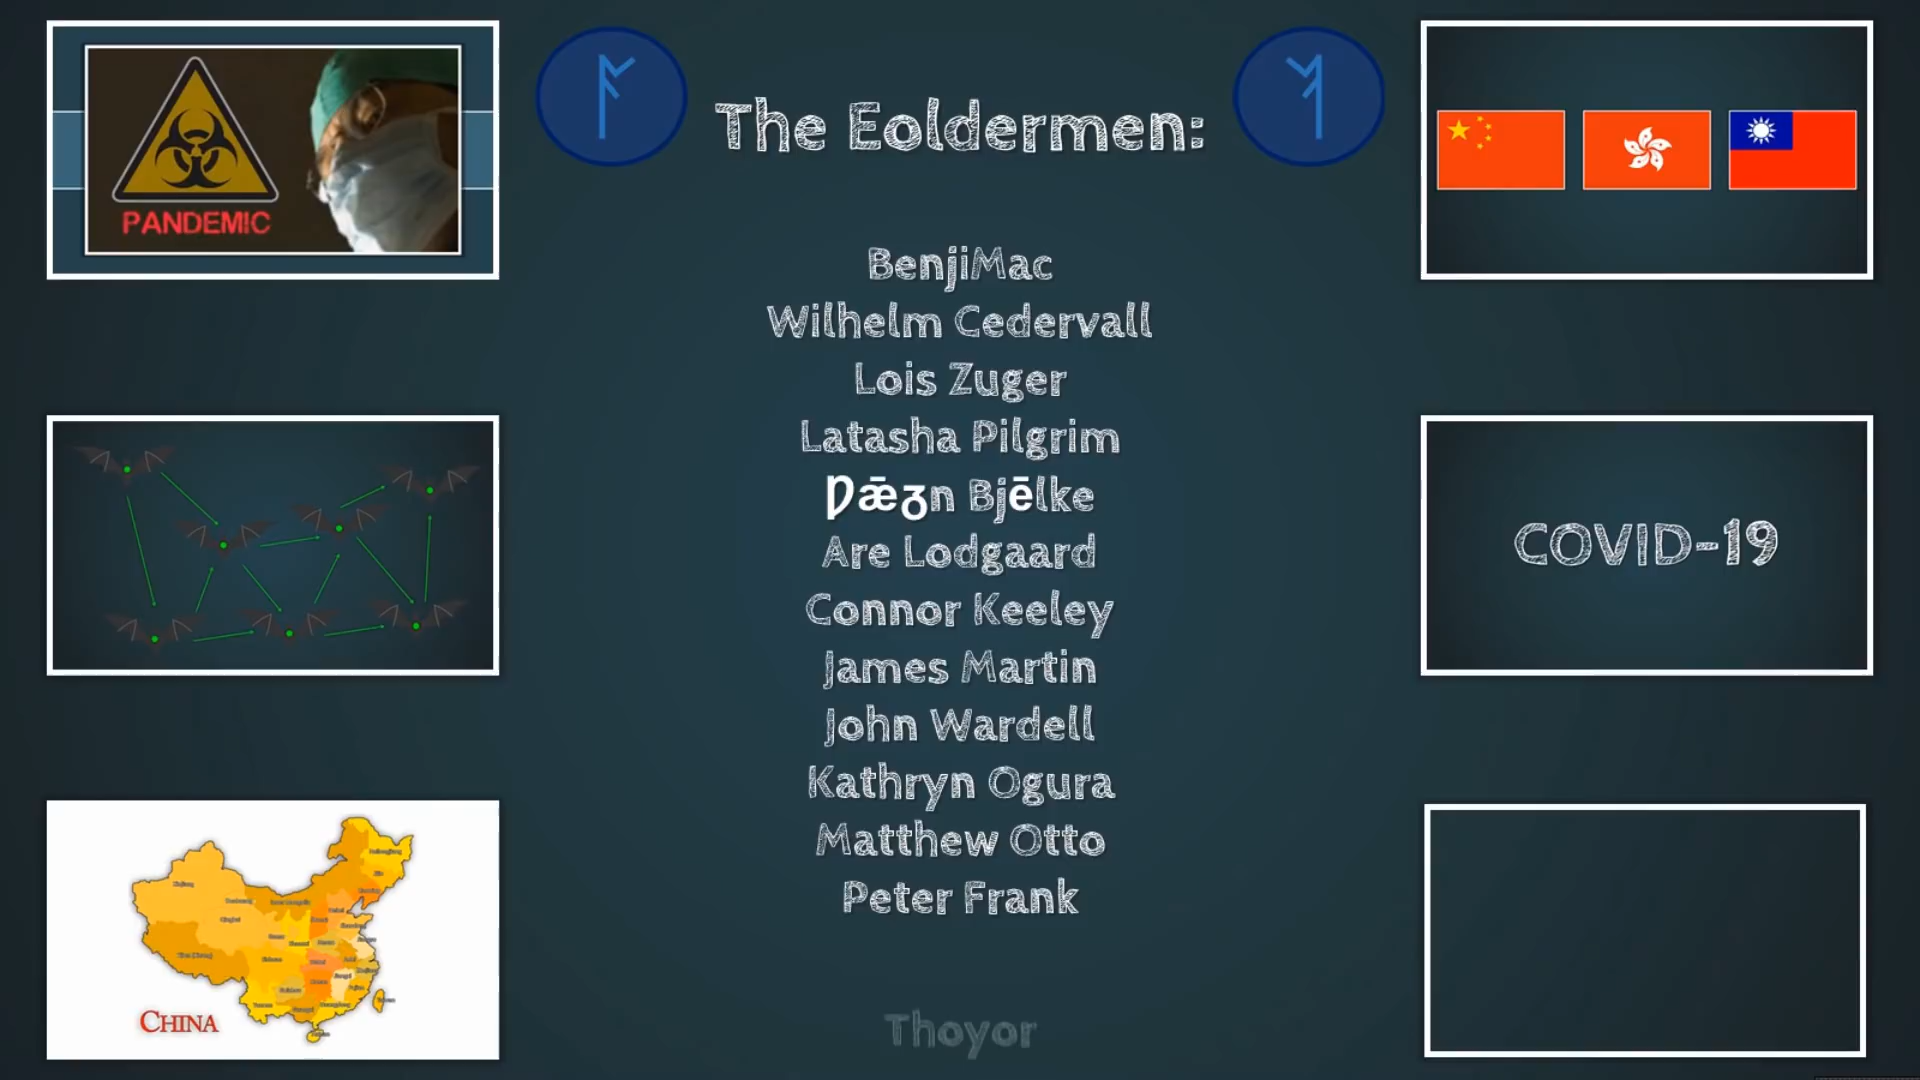 The Eoldermen:
BenjiMac
Wilhelm Cedervall
Lois Zuger
Latasha Pilgrim
Ƿǣᵹn Bjēlke
Are Lodgaard
Connor Keeley
James Martin
John Wardell
Kathryn Ogura
Matthew Otto
Peter Frank
Thoyor
PANDEMIC
CHINA
COVID-19